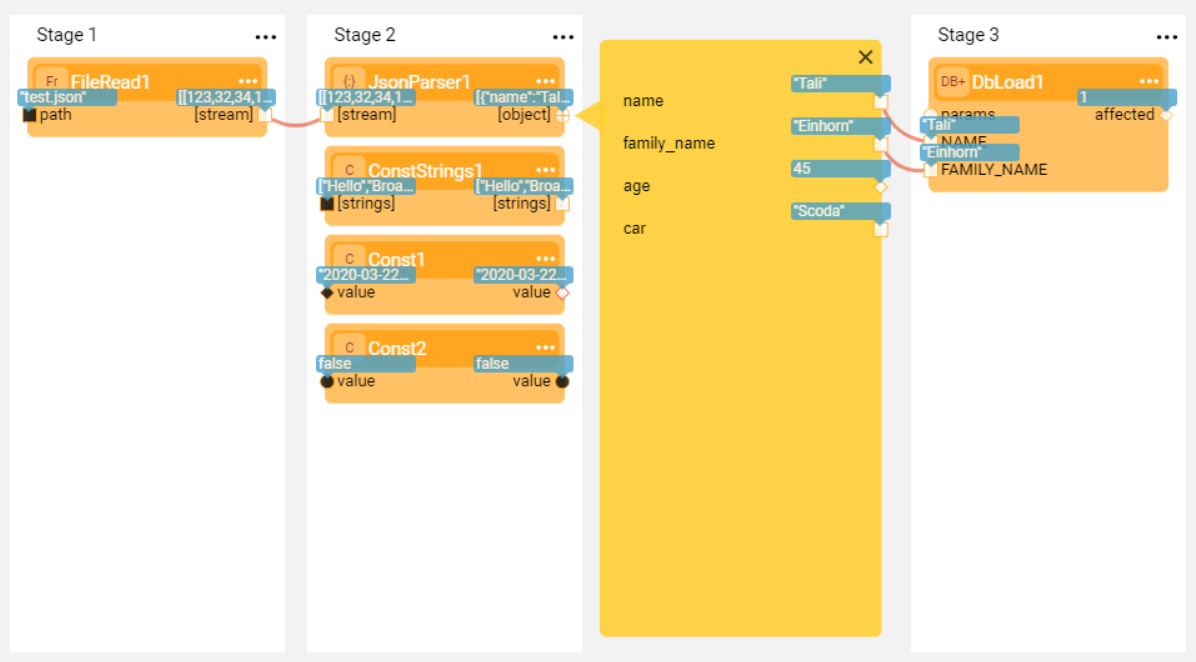 Stage 1
Fr FileRead1
"test.json"
[[123,32,34,1...
path
[stream]
Stage 2
{:} JsonParser1
[[123,32,34,1...
[{"name":"Tal...
[stream]
[object]
C ConstStrings1
["Hello","Broa...
["Hello","Broa...
[strings]
[strings]
C Const1
"2020-03-22...
"2020-03-22...
value
value
C Const2
false
false
value
value
"Tali"
name
"Einhorn"
family_name
45
age
"Scoda"
car
Stage 3
DB+ DbLoad1
1
params
affected
"Tali"
NAME
"Einhorn"
FAMILY_NAME